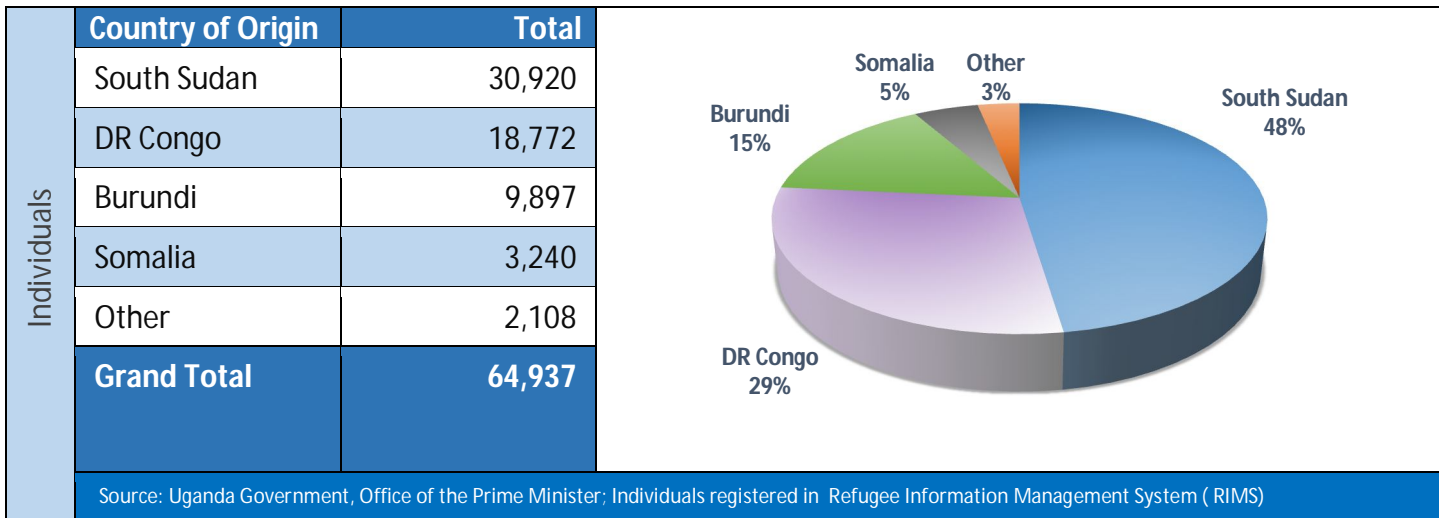 Individuals
Country of Origin Total
South Sudan 30,920
DR Congo 18,772
Burundi 9,897
Somalia 3,240
Other 2,108
Grand Total 64,937
Somalia
5%
Other
3%
South Sudan
48%
Burundi
15%
DR Congo
29%
Source: Uganda Government, Office of the Prime Minister; Individuals registered in Refugee Information Management System ( RIMS)